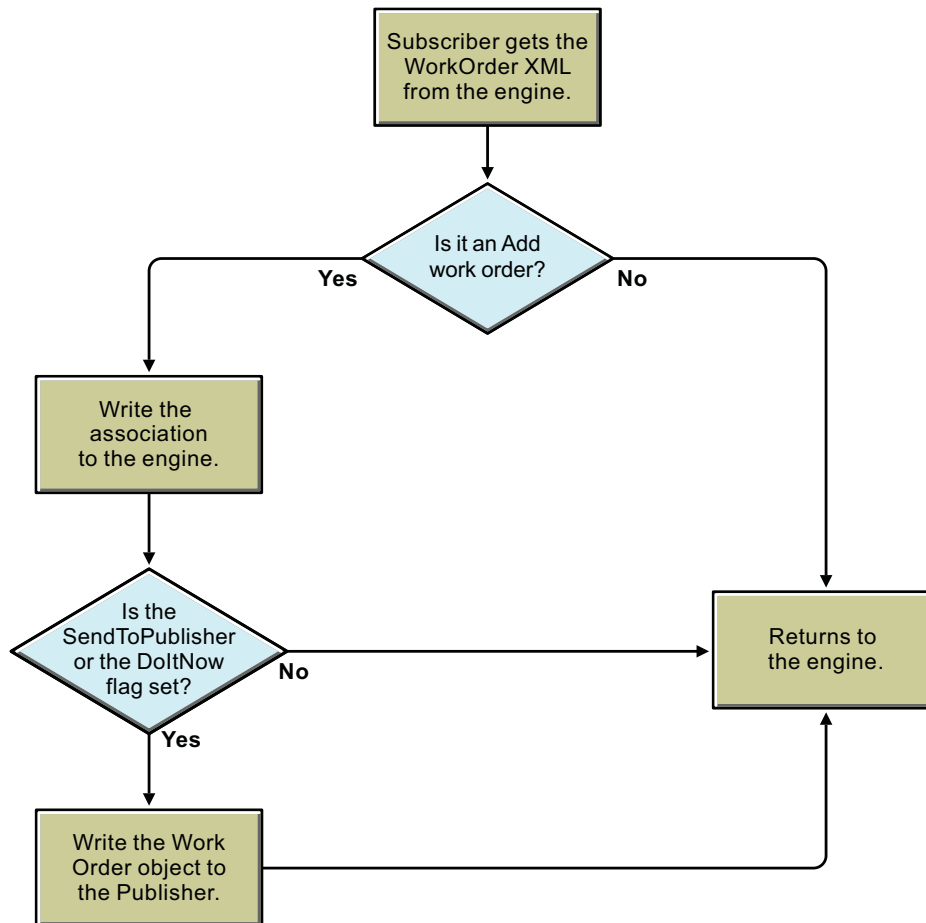 Subscriber gets the
WorkOrder XML
from the engine.
Is it an Add
work order?
Yes
No
Write the
association
to the engine.
Is the
SendToPublisher
or the DoItNow
flag set?
No
Yes
Returns to
the engine.
Write the Work
Order object to
the Publisher.